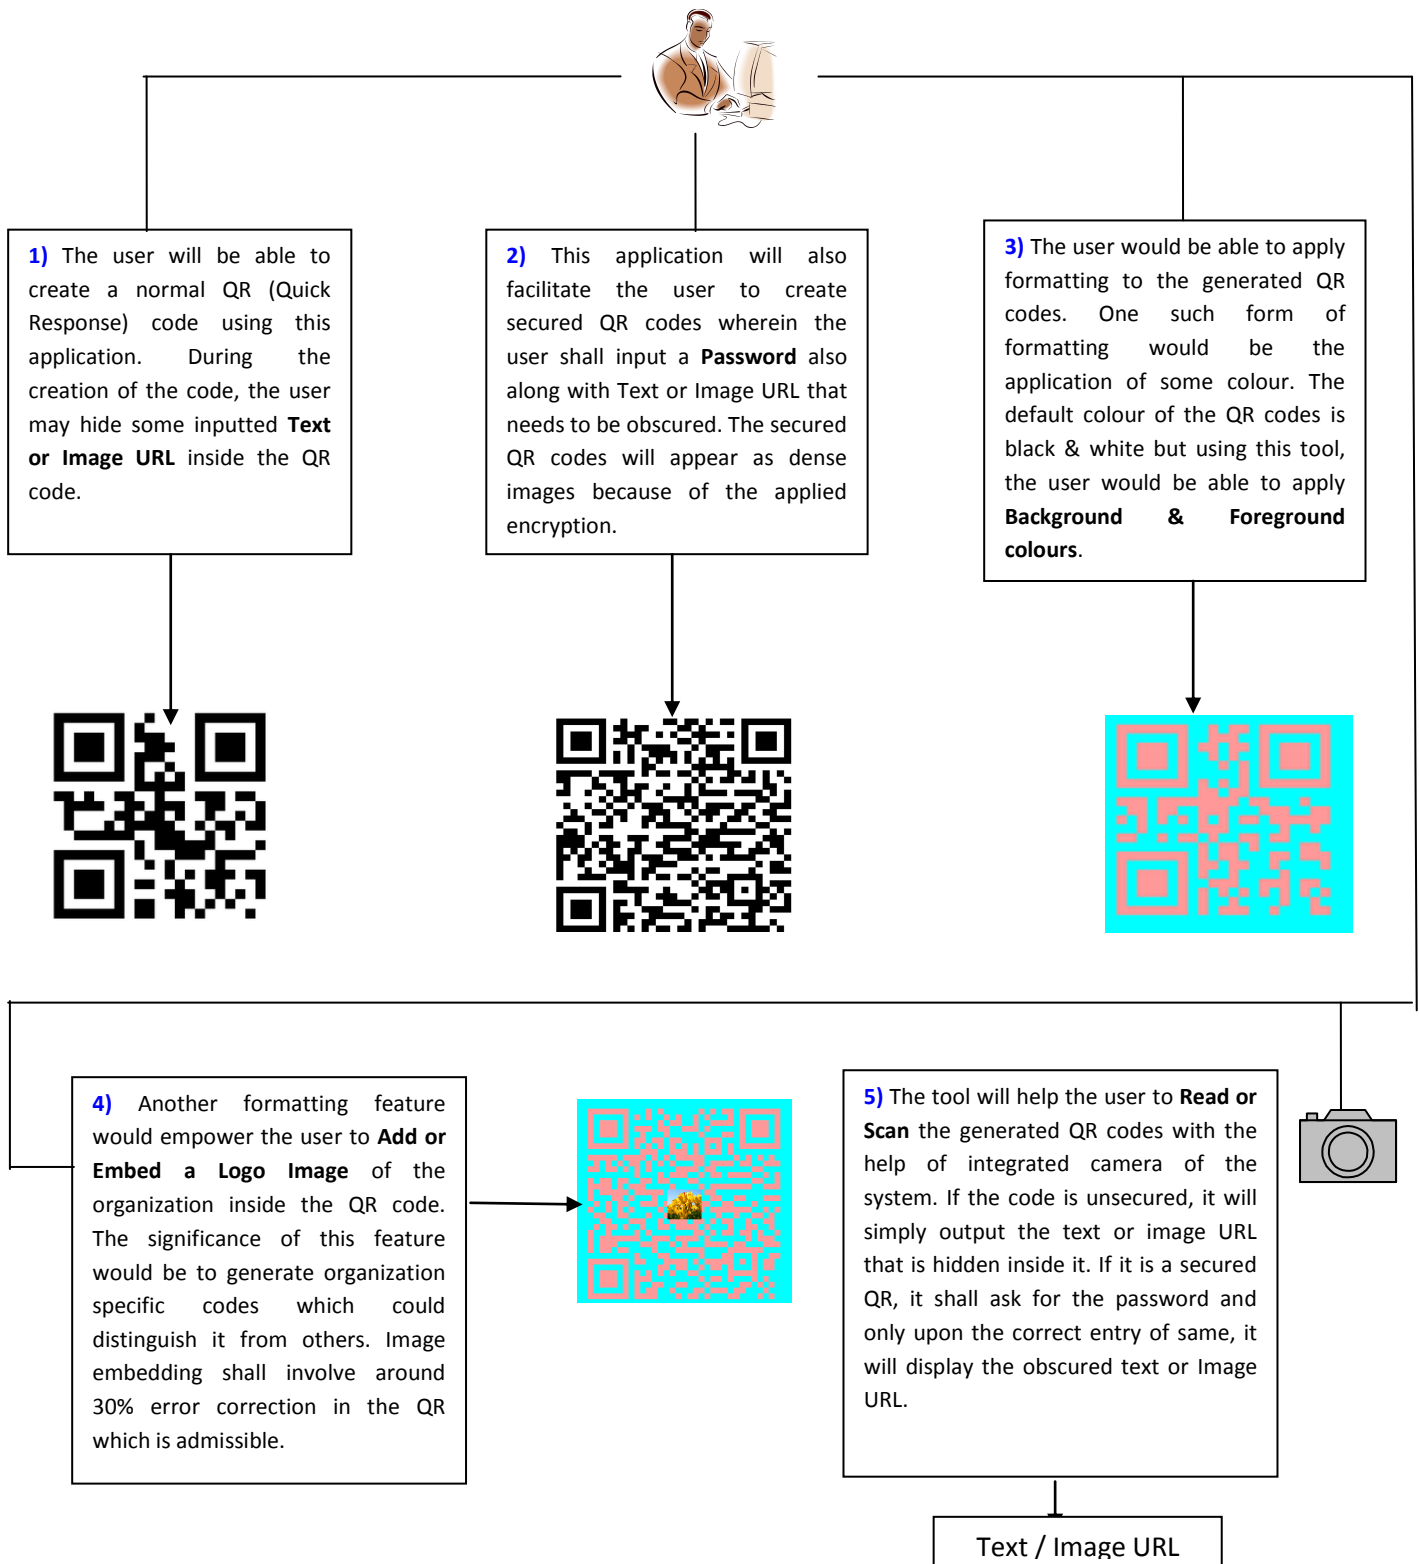 1) The user will be able to
create a normal QR (Quick
Response) code using this
application. During the
creation of the code, the user
may hide some inputted Text
or Image URL inside the QR
code.
2) This application will also
facilitate the user to create
secured QR codes wherein the
user shall input a Password also
along with Text or Image URL that
needs to be obscured. The secured
QR codes will appear as dense
images because of the applied
encryption.
3) The user would be able to apply
formatting to the generated QR
codes. One such form of
formatting would be the
application of some colour. The
default colour of the QR codes is
black & white but using this tool,
the user would be able to apply
Background & Foreground
colours.
4) Another formatting feature
would empower the user to Add or
Embed a Logo Image of the
organization inside the QR code.
The significance of this feature
would be to generate organization
specific codes which could
distinguish it from others. Image
embedding shall involve around
30% error correction in the QR
which is admissible.
5) The tool will help the user to Read or
Scan the generated QR codes with the
help of integrated camera of the
system. If the code is unsecured, it will
simply output the text or image URL
that is hidden inside it. If it is a secured
QR, it shall ask for the password and
only upon the correct entry of same, it
will display the obscured text or Image
URL.
Text / Image URL